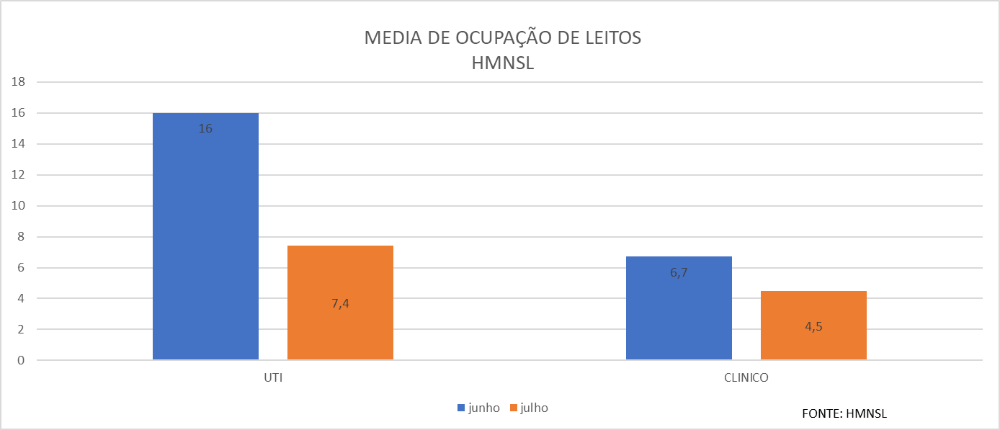 MEDIA DE OCUPAÇÃO DE LEITOS
HMNSL
18
16
14
12
10
8
6
4
2
0
16
7,4
6,7
4,5
UTI
CLINICO
junho julho
FONTE: HMNSL